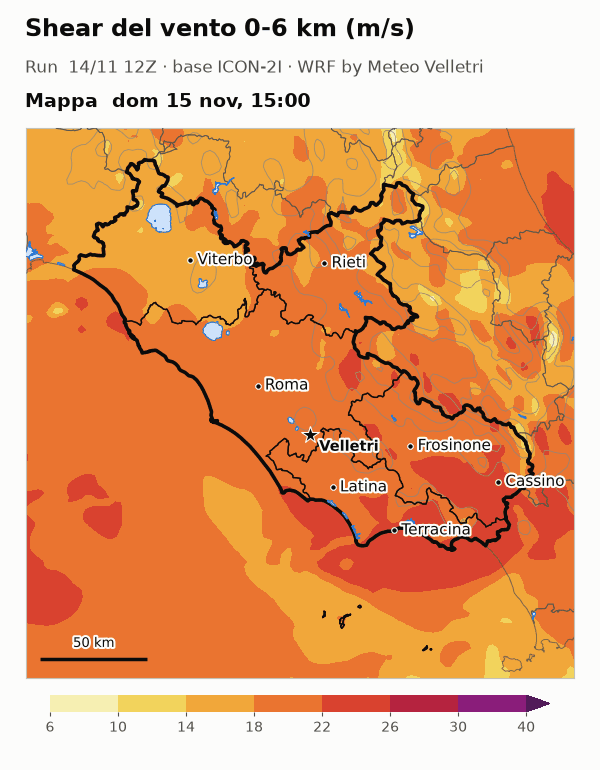 Shear del vento 0-6 km (m/s)
Run  14/11 12Z · base ICON-2I · WRF by Meteo Velletri
Mappa  dom 15 nov, 15:00
Viterbo
Rieti
Roma
Velletri
Frosinone
Cassino
Latina
Terracina
50 km
6 10 14 18 22 26 30 40